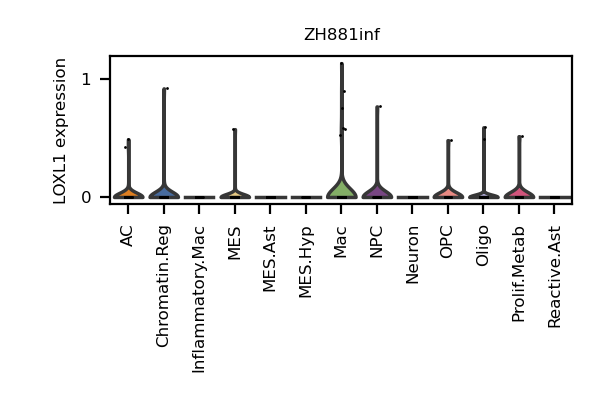 ZH881inf
LOXL1 expression
1
0
AC
Chromatin.Reg
Inflammatory.Mac
MES
MES.Ast
MES.Hyp
Mac
NPC
Neuron
OPC
Oligo
Prolif.Metab
Reactive.Ast